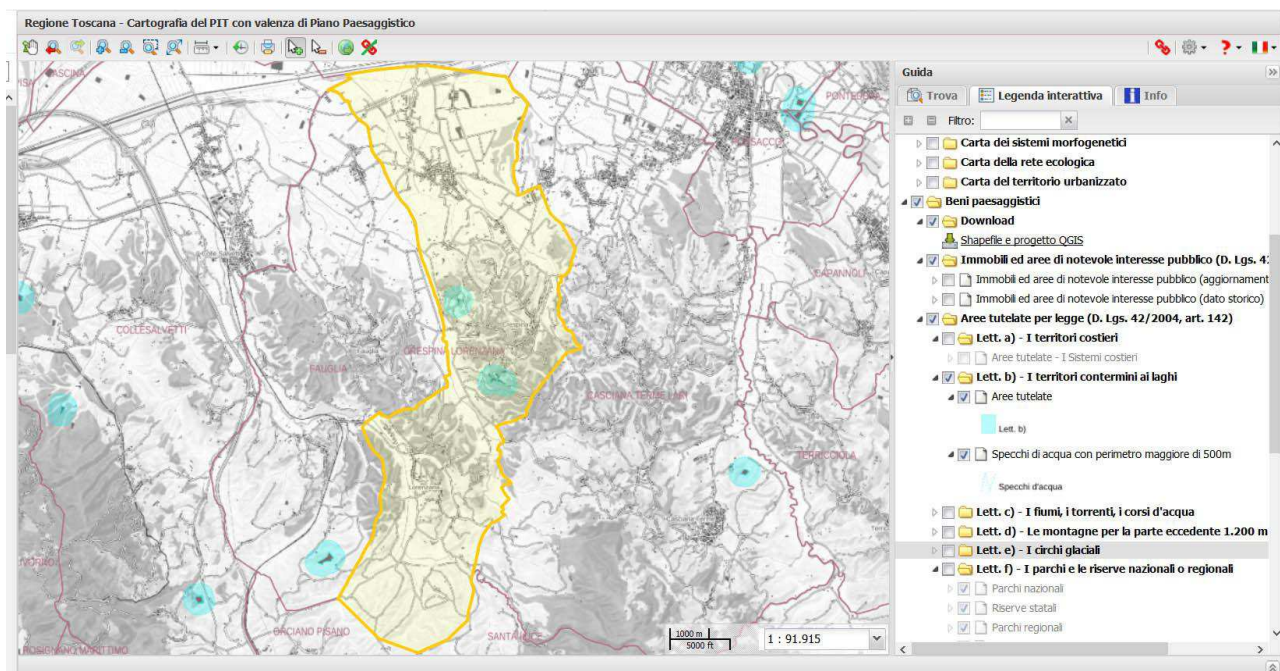 Regione Toscana - Cartografia del PIT con valenza di Piano Paesaggistico
Guida
Trova
Legenda interattiva
Info
Filtro:
Carta dei sistemi morfogenetici
Carta della rete ecologica
Carta del territorio urbanizzato
Beni paesaggistici
Download
Shapefile e progetto QGIS
Immobili ed aree di notevole interesse pubblico (D. Lgs. 4
Immobili ed aree di notevole interesse pubblico (aggiornament
Immobili ed aree di notevole interesse pubblico (dato storico)
Aree tutelate per legge (D. Lgs. 42/2004, art. 142)
Lett. a) - I territori costieri
Aree tutelate - I Sistemi costieri
Lett. b) - I territori contermini ai laghi
Aree tutelate
Lett. b)
Specchi di acqua con perimetro maggiore di 500m
Specchi d'acqua
Lett. c) - I fiumi, i torrenti, i corsi d'acqua
Lett. d) - Le montagne per la parte eccedente 1.200 m
Lett. e) - I circhi glaciali
Lett. f) - I parchi e le riserve nazionali o regionali
Parchi nazionali
Riserve statali
Parchi regionali
CASCINA
COLLESALVETTI
FAUGLIA
CRESPINA LORENZANA
CASCIANA TERME LARI
CAPANNOLI
TERRICCIOLA
ORCIANO PISANO
ROSIGNANO MARITTIMO
1000 m
5000 ft
1 : 91.915